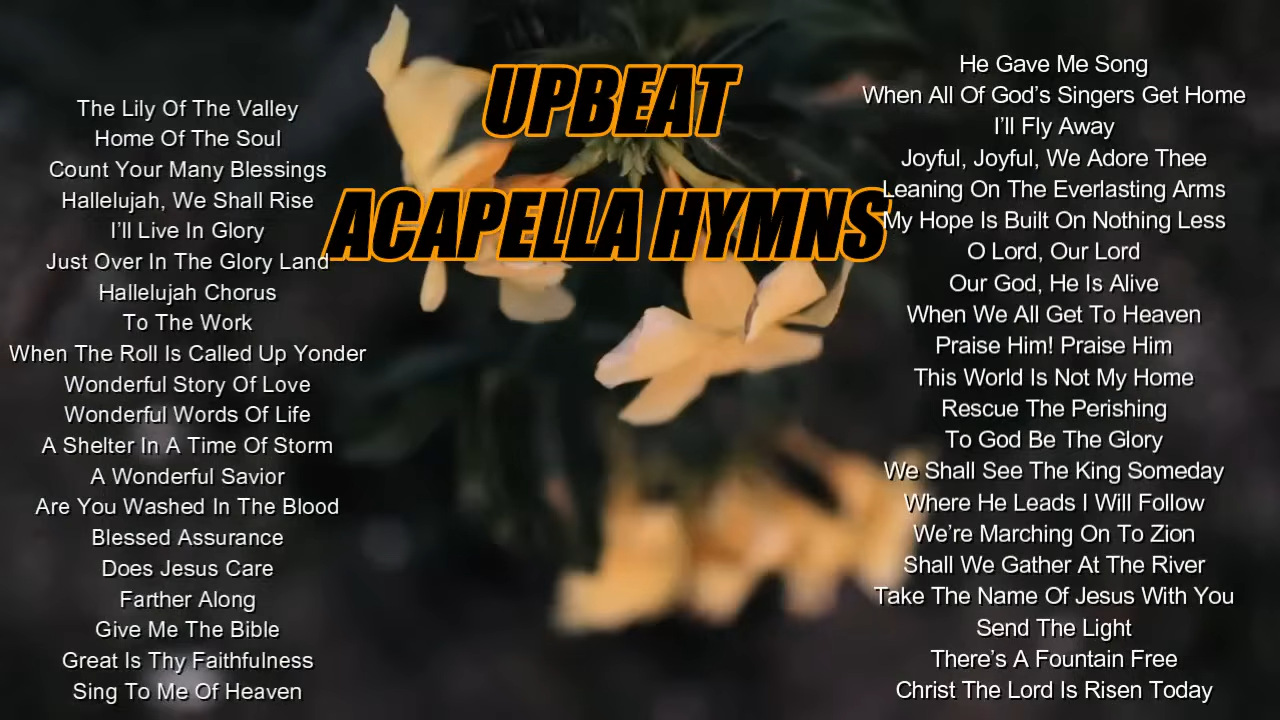 UPBEAT
ACAPELLA HYMNS
The Lily Of The Valley
Home Of The Soul
Count Your Many Blessings
Hallelujah, We Shall Rise
I'll Live In Glory
Just Over In The Glory Land
Hallelujah Chorus
To The Work
When The Roll Is Called Up Yonder
Wonderful Story Of Love
Wonderful Words Of Life
A Shelter In A Time Of Storm
A Wonderful Savior
Are You Washed In The Blood
Blessed Assurance
Does Jesus Care
Farther Along
Give Me The Bible
Great Is Thy Faithfulness
Sing To Me Of Heaven
He Gave Me Song
When All Of God's Singers Get Home
I'll Fly Away
Joyful, Joyful, We Adore Thee
Leaning On The Everlasting Arms
My Hope Is Built On Nothing Less
O Lord, Our Lord
Our God, He Is Alive
When We All Get To Heaven
Praise Him! Praise Him
This World Is Not My Home
Rescue The Perishing
To God Be The Glory
We Shall See The King Someday
Where He Leads I Will Follow
We're Marching On To Zion
Shall We Gather At The River
Take The Name Of Jesus With You
Send The Light
There's A Fountain Free
Christ The Lord Is Risen Today